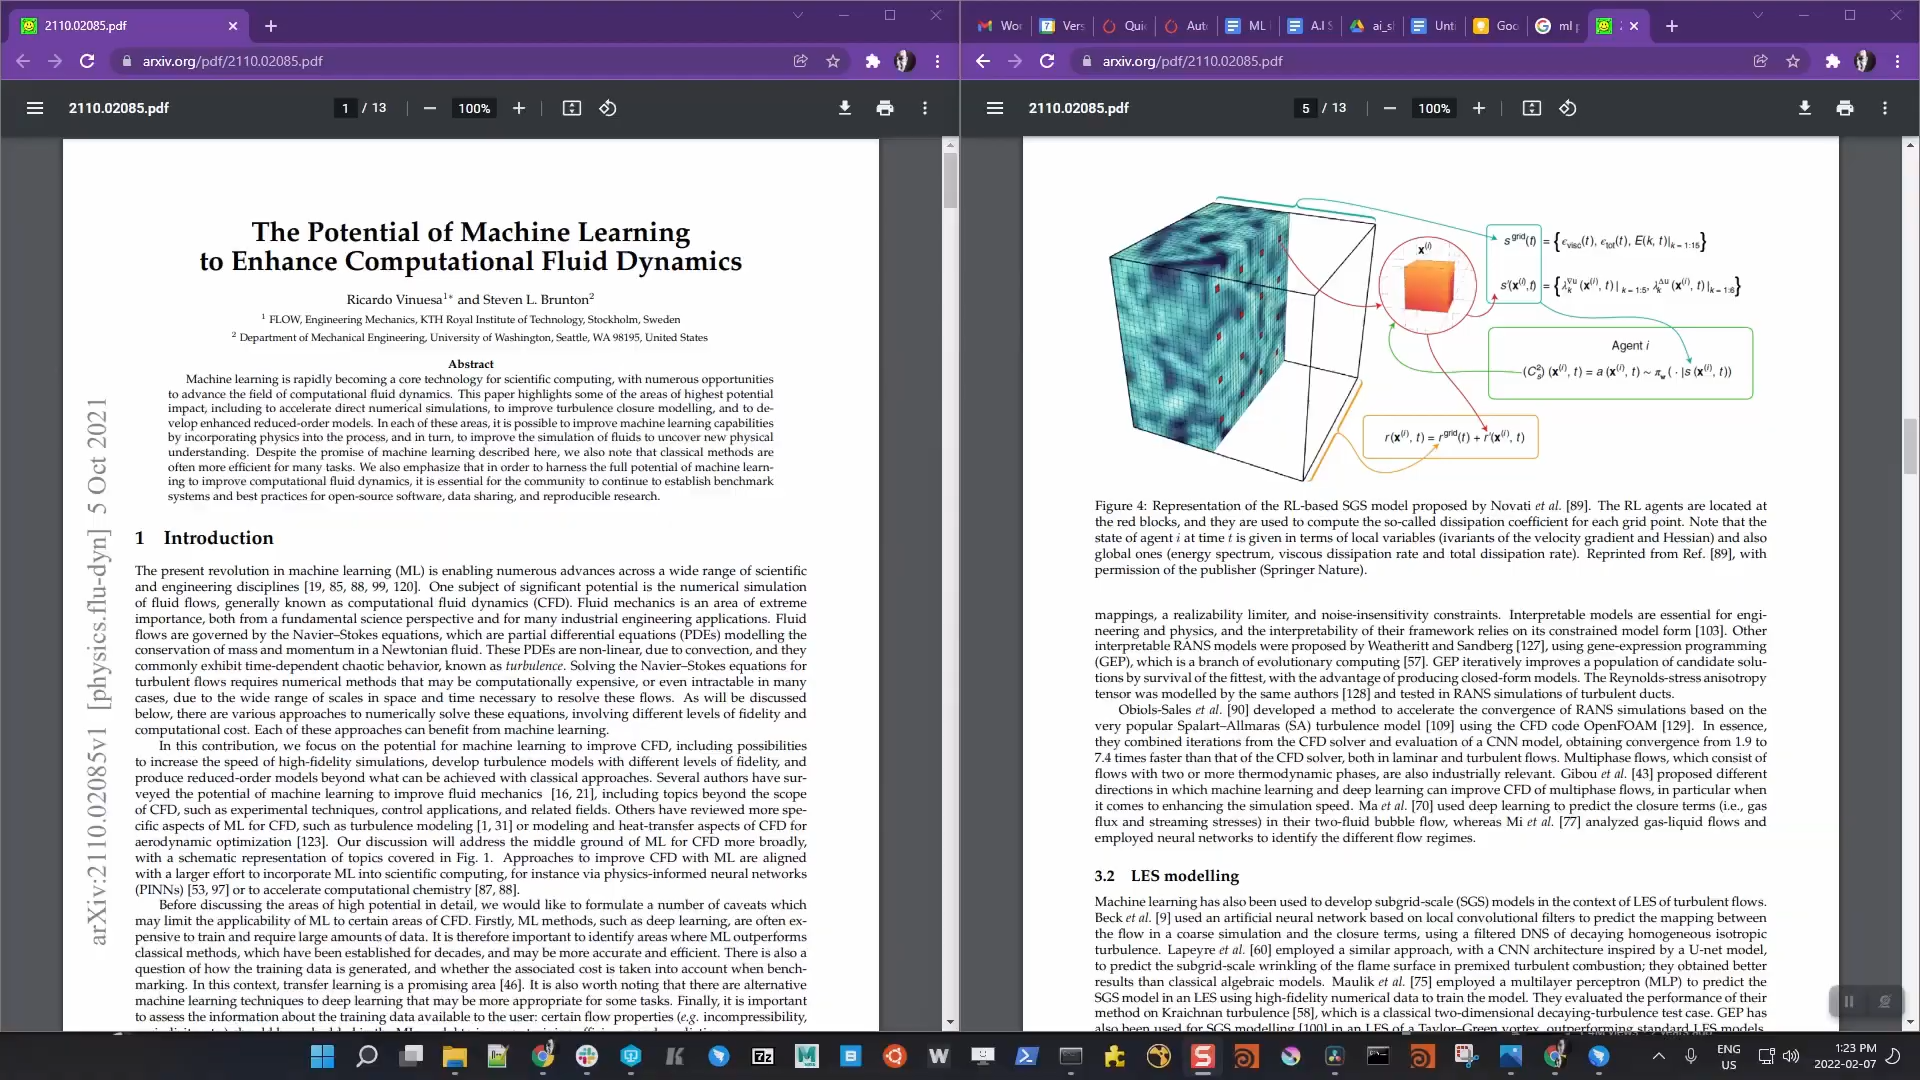 2110.02085.pdf
arxiv.org/pdf/2110.02085.pdf
2110.02085.pdf
1 / 13
100%
The Potential of Machine Learning
to Enhance Computational Fluid Dynamics
Ricardo Vinuesa1* and Steven L. Brunton2
1 FLOW, Engineering Mechanics, KTH Royal Institute of Technology, Stockholm, Sweden
2 Department of Mechanical Engineering, University of Washington, Seattle, WA 98195, United States
Abstract
Machine learning is rapidly becoming a core technology for scientific computing, with numerous opportunities
to advance the field of computational fluid dynamics. This paper highlights some of the areas of highest potential
impact, including to accelerate direct numerical simulations, to improve turbulence closure modelling, and to de-
velop enhanced reduced-order models. In each of these areas, it is possible to improve machine learning capabilities
by incorporating physics into the process, and in turn, to improve the simulation of fluids to uncover new physical
understanding. Despite the promise of machine learning described here, we also note that classical methods are
often more efficient for many tasks. We also emphasize that in order to harness the full potential of machine learn-
ing to improve computational fluid dynamics, it is essential for the community to continue to establish benchmark
systems and best practices for open-source software, data sharing, and reproducible research.
arXiv:2110.02085v1 [physics.flu-dyn] 5 Oct 2021
1 Introduction
The present revolution in machine learning (ML) is enabling numerous advances across a wide range of scientific
and engineering disciplines [19, 85, 88, 99, 120]. One subject of significant potential is the numerical simulation
of fluid flows, generally known as computational fluid dynamics (CFD). Fluid mechanics is an area of extreme
importance, both from a fundamental science perspective and for many industrial engineering applications. Fluid
flows are governed by the Navier–Stokes equations, which are partial differential equations (PDEs) modelling the
conservation of mass and momentum in a Newtonian fluid. These PDEs are non-linear, due to convection, and they
commonly exhibit time-dependent chaotic behavior, known as turbulence. Solving the Navier–Stokes equations for
turbulent flows requires numerical methods that may be computationally expensive, or even intractable in many
cases, due to the wide range of scales in space and time necessary to resolve these flows. As will be discussed
below, there are various approaches to numerically solve these equations, involving different levels of fidelity and
computational cost. Each of these approaches can benefit from machine learning.
In this contribution, we focus on the potential for machine learning to improve CFD, including possibilities
to increase the speed of high-fidelity simulations, develop turbulence models with different levels of fidelity, and
produce reduced-order models beyond what can be achieved with classical approaches. Several authors have sur-
veyed the potential of machine learning to improve fluid mechanics [16, 21], including topics beyond the scope
of CFD, such as experimental techniques, control applications, and related fields. Others have reviewed more spe-
cific aspects of ML for CFD, such as turbulence modeling [1, 31] or modeling and heat-transfer aspects of CFD for
aerodynamic optimization [123]. Our discussion will address the middle ground of ML for CFD more broadly,
with a schematic representation of topics covered in Fig. 1. Approaches to improve CFD with ML are aligned
with a larger effort to incorporate ML into scientific computing, for instance via physics-informed neural networks
(PINNs) [53, 97] or to accelerate computational chemistry [87, 88].
Before discussing the areas of high potential in detail, we would like to formulate a number of caveats which
may limit the applicability of ML to certain areas of CFD. Firstly, ML methods, such as deep learning, are often ex-
pensive to train and require large amounts of data. It is therefore important to identify areas where ML outperforms
classical methods, which have been established for decades, and may be more accurate and efficient. There is also a
question of how the training data is generated, and whether the associated cost is taken into account when bench-
marking. In this context, transfer learning is a promising area [46]. It is also worth noting that there are alternative
machine learning techniques to deep learning that may be more appropriate for some tasks. Finally, it is important
to assess the information about the training data available to the user: certain flow properties (e.g. incompressibility,
Wor
Vers
Quic
Auto
ML
A.I S
ai_sl
Unti
Goo
ml p
arxiv.org/pdf/2110.02085.pdf
2110.02085.pdf
5 / 13
100%
x(i)
sgrid(t) = {εvisc(t), εtot(t), E(k, t)|k = 1:15}
s'(x(i),t) = {λk∇u (x(i), t)|k = 1:5, λkΔu (x(i), t)|k = 1:6}
Agent i
(Cs2) (x(i), t) = a (x(i), t) ~ πw( · |s (x(i), t))
r(x(i), t) = rgrid(t) + r'(x(i), t)
Figure 4: Representation of the RL-based SGS model proposed by Novati et al. [89]. The RL agents are located at
the red blocks, and they are used to compute the so-called dissipation coefficient for each grid point. Note that the
state of agent i at time t is given in terms of local variables (ivariants of the velocity gradient and Hessian) and also
global ones (energy spectrum, viscous dissipation rate and total dissipation rate). Reprinted from Ref. [89], with
permission of the publisher (Springer Nature).
mappings, a realizability limiter, and noise-insensitivity constraints. Interpretable models are essential for engi-
neering and physics, and the interpretability of their framework relies on its constrained model form [103]. Other
interpretable RANS models were proposed by Weatheritt and Sandberg [127], using gene-expression programming
(GEP), which is a branch of evolutionary computing [57]. GEP iteratively improves a population of candidate solu-
tions by survival of the fittest, with the advantage of producing closed-form models. The Reynolds-stress anisotropy
tensor was modelled by the same authors [128] and tested in RANS simulations of turbulent ducts.
Obiols-Sales et al. [90] developed a method to accelerate the convergence of RANS simulations based on the
very popular Spalart–Allmaras (SA) turbulence model [109] using the CFD code OpenFOAM [129]. In essence,
they combined iterations from the CFD solver and evaluation of a CNN model, obtaining convergence from 1.9 to
7.4 times faster than that of the CFD solver, both in laminar and turbulent flows. Multiphase flows, which consist of
flows with two or more thermodynamic phases, are also industrially relevant. Gibou et al. [43] proposed different
directions in which machine learning and deep learning can improve CFD of multiphase flows, in particular when
it comes to enhancing the simulation speed. Ma et al. [70] used deep learning to predict the closure terms (i.e., gas
flux and streaming stresses) in their two-fluid bubble flow, whereas Mi et al. [77] analyzed gas-liquid flows and
employed neural networks to identify the different flow regimes.
3.2 LES modelling
Machine learning has also been used to develop subgrid-scale (SGS) models in the context of LES of turbulent flows.
Beck et al. [9] used an artificial neural network based on local convolutional filters to predict the mapping between
the flow in a coarse simulation and the closure terms, using a filtered DNS of decaying homogeneous isotropic
turbulence. Lapeyre et al. [60] employed a similar approach, with a CNN architecture inspired by a U-net model,
to predict the subgrid-scale wrinkling of the flame surface in premixed turbulent combustion; they obtained better
results than classical algebraic models. Maulik et al. [75] employed a multilayer perceptron (MLP) to predict the
SGS model in an LES using high-fidelity numerical data to train the model. They evaluated the performance of their
method on Kraichnan turbulence [58], which is a classical two-dimensional decaying-turbulence test case. GEP has
also been used for SGS modelling [100] in an LES of a Taylor–Green vortex, outperforming standard LES models.
ENG
US
1:23 PM
2022-02-07